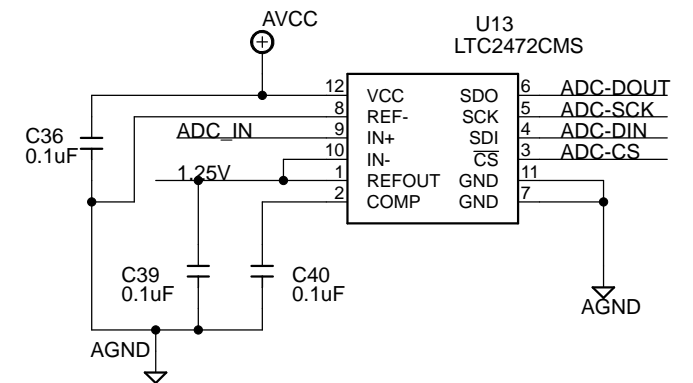 AVCC
U13
LTC2472CMS
12 VCC SDO 6 ADC-DOUT
8 REF- SCK 5 ADC-SCK
ADC_IN 9 IN+ SDI 4 ADC-DIN
10 IN- CS 3 ADC-CS
1.25V 1 REFOUT GND 11
2 COMP GND 7
C36
0.1uF
C39
0.1uF
C40
0.1uF
AGND
AGND